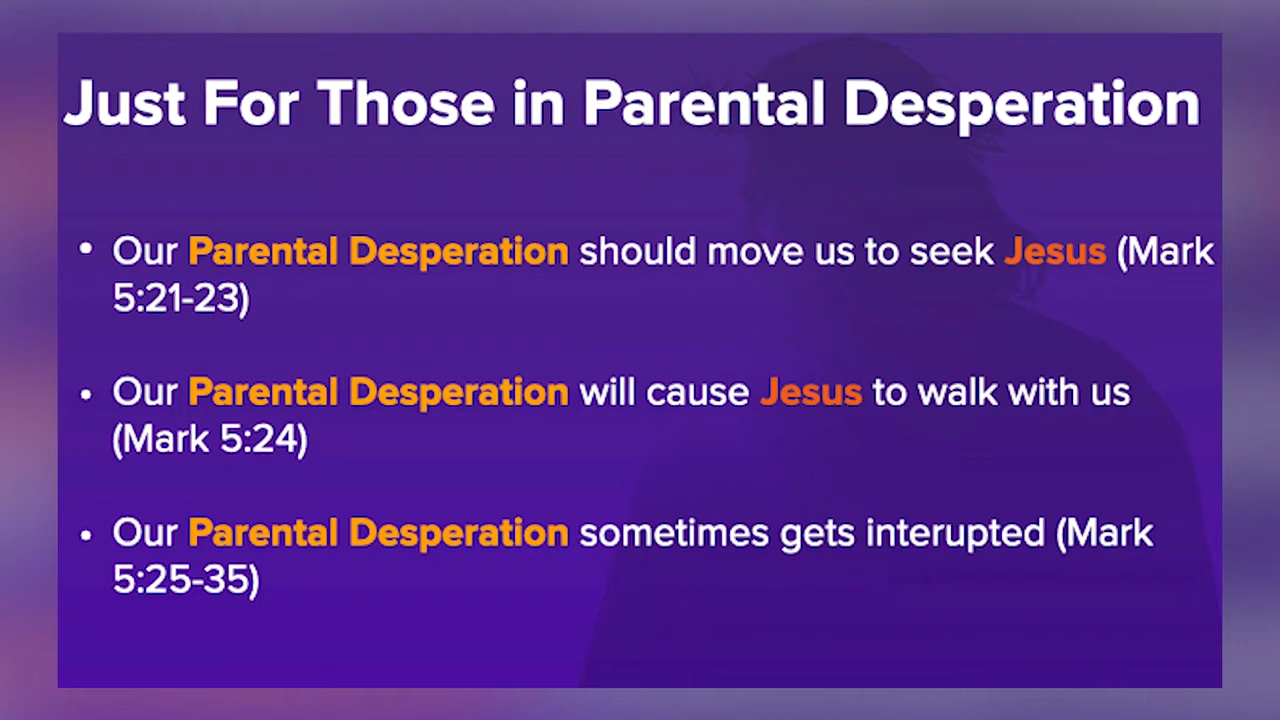 Just For Those in Parental Desperation
• Our Parental Desperation should move us to seek Jesus (Mark
5:21-23)
• Our Parental Desperation will cause Jesus to walk with us
(Mark 5:24)
• Our Parental Desperation sometimes gets interupted (Mark
5:25-35)